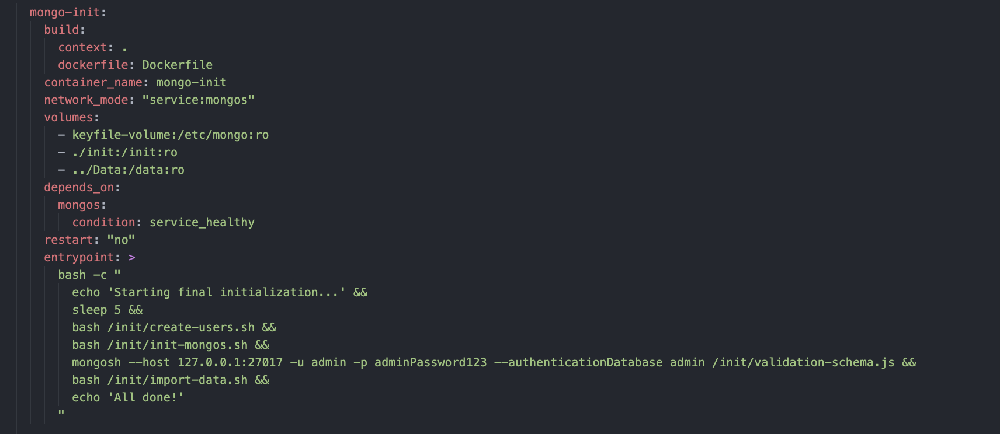 mongo-init:
build:
context: .
dockerfile: Dockerfile
container_name: mongo-init
network_mode: "service:mongos"
volumes:
- keyfile-volume:/etc/mongo:ro
- ./init:/init:ro
- ../Data:/data:ro
depends_on:
mongos:
condition: service_healthy
restart: "no"
entrypoint: >
bash -c "
echo 'Starting final initialization...' &&
sleep 5 &&
bash /init/create-users.sh &&
bash /init/init-mongos.sh &&
mongosh --host 127.0.0.1:27017 -u admin -p adminPassword123 --authenticationDatabase admin /init/validation-schema.js &&
bash /init/import-data.sh &&
echo 'All done!'
"